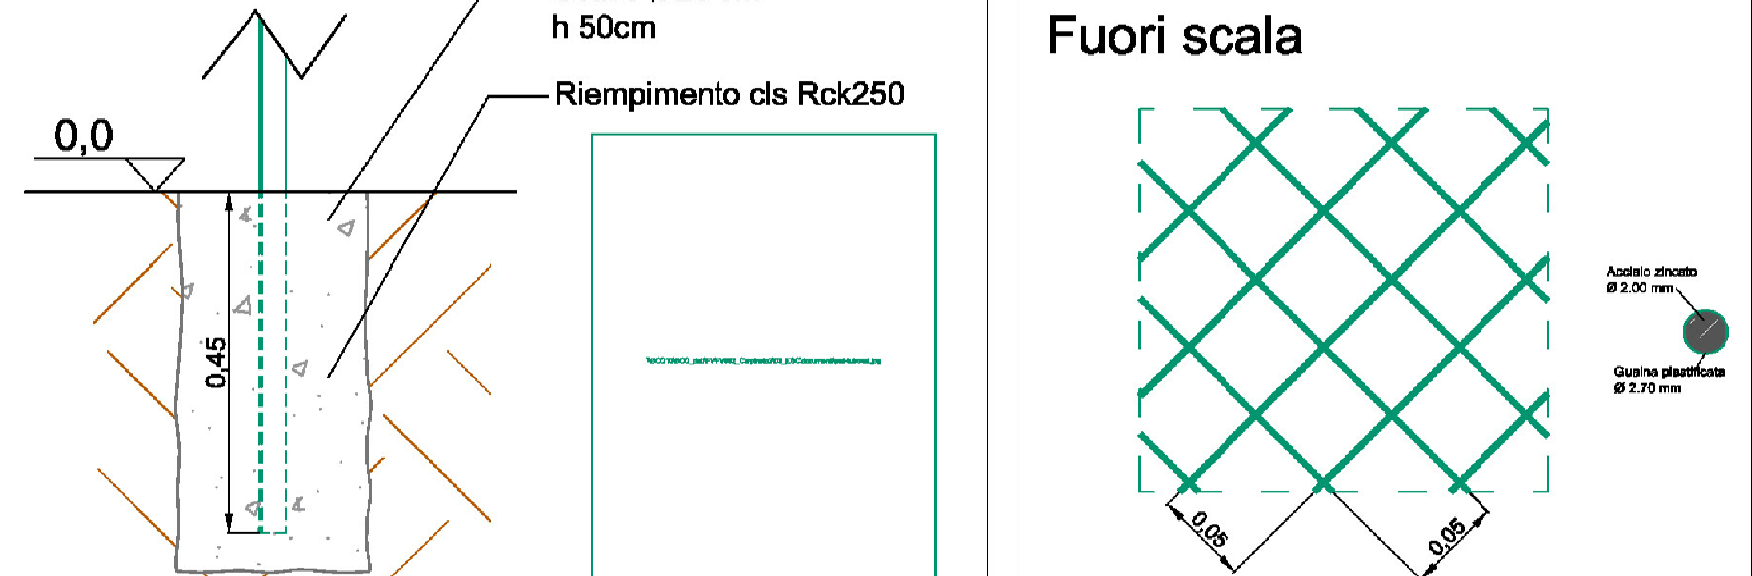 h 50cm
Riempimento cls Rck250
0,0
0,45
Fuori scala
Acciaio zincato
Ø 2.00 mm
Guaina plastificata
Ø 2.70 mm
0,05
0,05